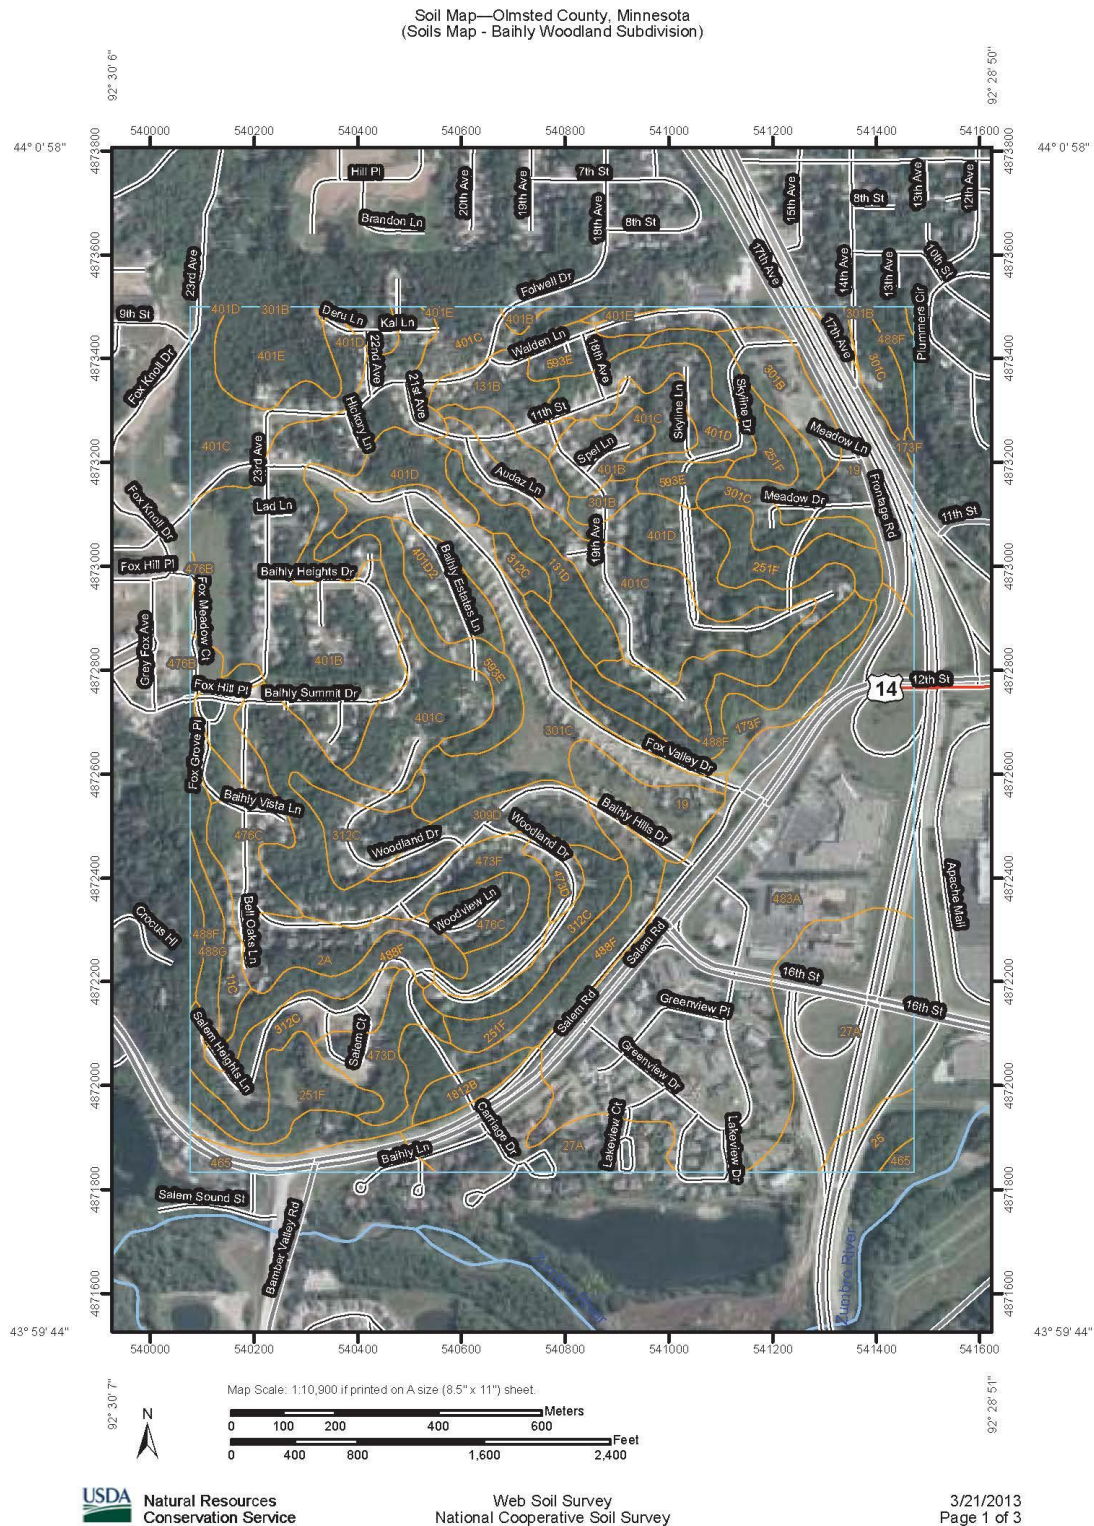 Soil Map—Olmsted County, Minnesota
(Soils Map - Baihly Woodland Subdivision)
92° 30' 6"
92° 28' 50"
540000 540200 540400 540600 540800 541000 541200 541400 541600
44° 0' 58"
44° 0' 58"
4873800
4873800
Hill Pl
7th St
20th Ave
19th Ave
18th Ave
15th Ave
8th St
13th Ave
12th Ave
Brandon Ln
8th St
17th Ave
14th Ave
13th Ave
10th St
4873600
4873600
23rd Ave
Folwell Dr
Plummers Cir
9th St
401D
301B
Deru Ln
Kal Ln
401E
401B
401E
301B
488F
401D
401C
Walden Ln
17th Ave
401E
22nd Ave
593E
18th Ave
301C
4873400
4873400
Fox Knoll Dr
131B
301B
21st Ave
Hickory Ln
11th St
401C
Skyline Ln
Skyline Dr
401D
Meadow Ln
173F
401C
23rd Ave
Spel Ln
251F
19
4873200
4873200
401D
Audaz Ln
401B
593E
301C
Meadow Dr
Frontage Rd
Fox Knoll Dr
Lad Ln
301B
11th St
401D
19th Ave
4873000
4873000
Fox Hill Pl
476B
Baihly Heights Dr
401D2
Baihly Estates Ln
312C
131D
401C
251F
Grey Fox Ave
Fox Meadow Ct
476B
401B
593E
4872800
4872800
Fox Hill Pl
Baihly Summit Dr
14
12th St
401C
301C
173F
488F
Fox Grove Pl
Fox Valley Dr
4872600
4872600
Baihly Vista Ln
19
309D
Baihly Hills Dr
476C
312C
Woodland Dr
Woodland Dr
473F
473D
4872400
4872400
Apache Mall
Woodview Ln
476C
483A
Crocus Hl
488F
Bell Oaks Ln
312C
488G
2A
488F
488F
Salem Rd
4872200
4872200
11C
16th St
16th St
Salem Heights Ln
312C
Salem Ct
Salem Rd
Greenview Pl
251F
27A
473D
Greenview Dr
4872000
4872000
251F
1812B
Carriage Dr
Lakeview Ct
Lakeview Dr
465
Baihly Ln
27A
25
465
4871800
4871800
Salem Sound St
Bamber Valley Rd
4871600
4871600
43° 59' 44"
43° 59' 44"
540000 540200 540400 540600 540800 541000 541200 541400 541600
92° 30' 7"
92° 28' 51"
Map Scale: 1:10,900 if printed on A size (8.5" x 11") sheet.
N
Meters
0 100 200 400 600
Feet
0 400 800 1,600 2,400
USDA
Natural Resources
Conservation Service
Web Soil Survey
National Cooperative Soil Survey
3/21/2013
Page 1 of 3